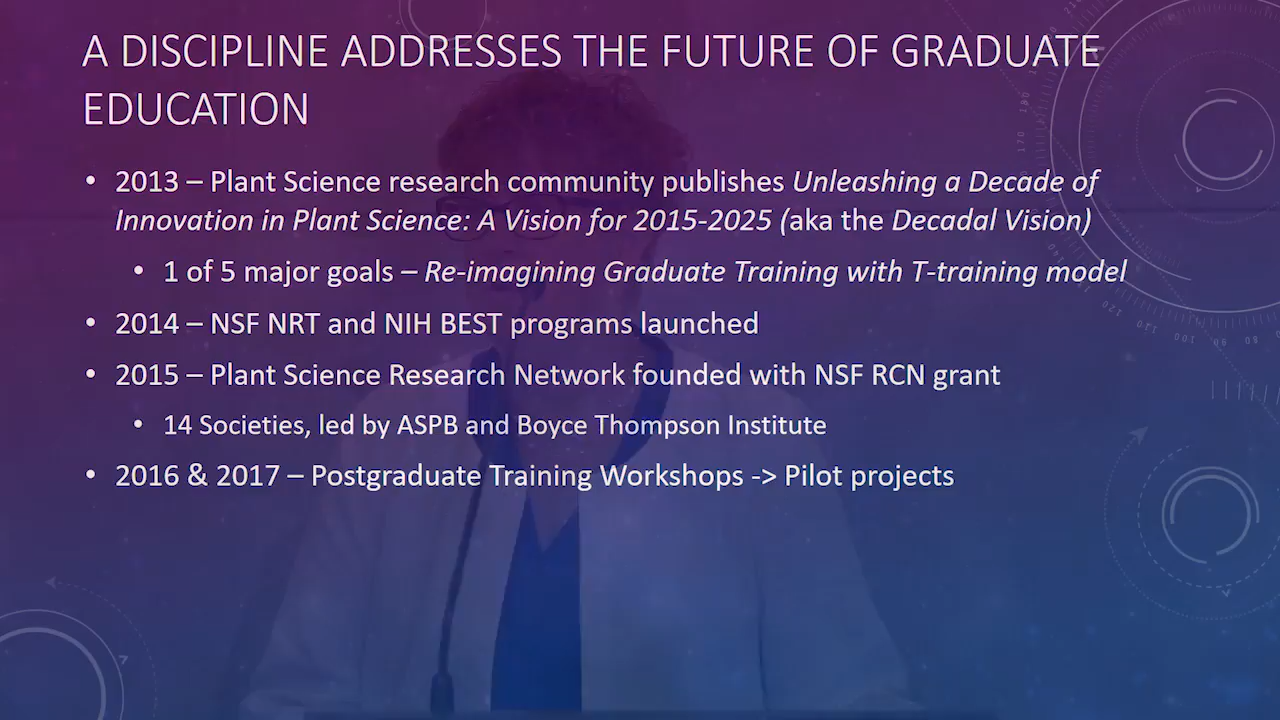 A DISCIPLINE ADDRESSES THE FUTURE OF GRADUATE
EDUCATION
• 2013 – Plant Science research community publishes Unleashing a Decade of
Innovation in Plant Science: A Vision for 2015-2025 (aka the Decadal Vision)
• 1 of 5 major goals – Re-imagining Graduate Training with T-training model
• 2014 – NSF NRT and NIH BEST programs launched
• 2015 – Plant Science Research Network founded with NSF RCN grant
• 14 Societies, led by ASPB and Boyce Thompson Institute
• 2016 & 2017 – Postgraduate Training Workshops -> Pilot projects